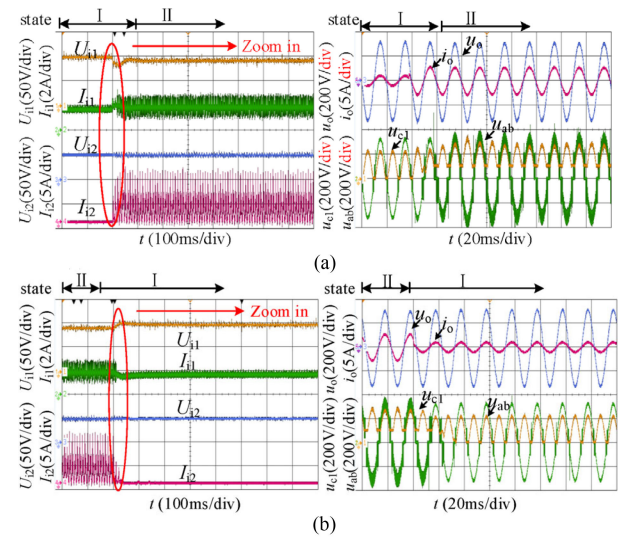 state I II state I II
U_i1(50V/div) I_i1(2A/div)
U_i1
Zoom in
I_i1
U_i2(50V/div) I_i2(5A/div)
U_i2
I_i2
t (100ms/div)
u_o(200V/div) i_o(5A/div)
u_o
i_o
u_c1(200V/div) u_ab(200V/div)
u_c1
u_ab
t (20ms/div)
(a)
state II I state II I
U_i1(50V/div) I_i1(2A/div)
Zoom in
U_i1
I_i1
U_i2(50V/div) I_i2(5A/div)
U_i2
I_i2
t (100ms/div)
u_o(200V/div) i_o(5A/div)
u_o
i_o
u_c1(200V/div) u_ab(200V/div)
u_c1
u_ab
t (20ms/div)
(b)